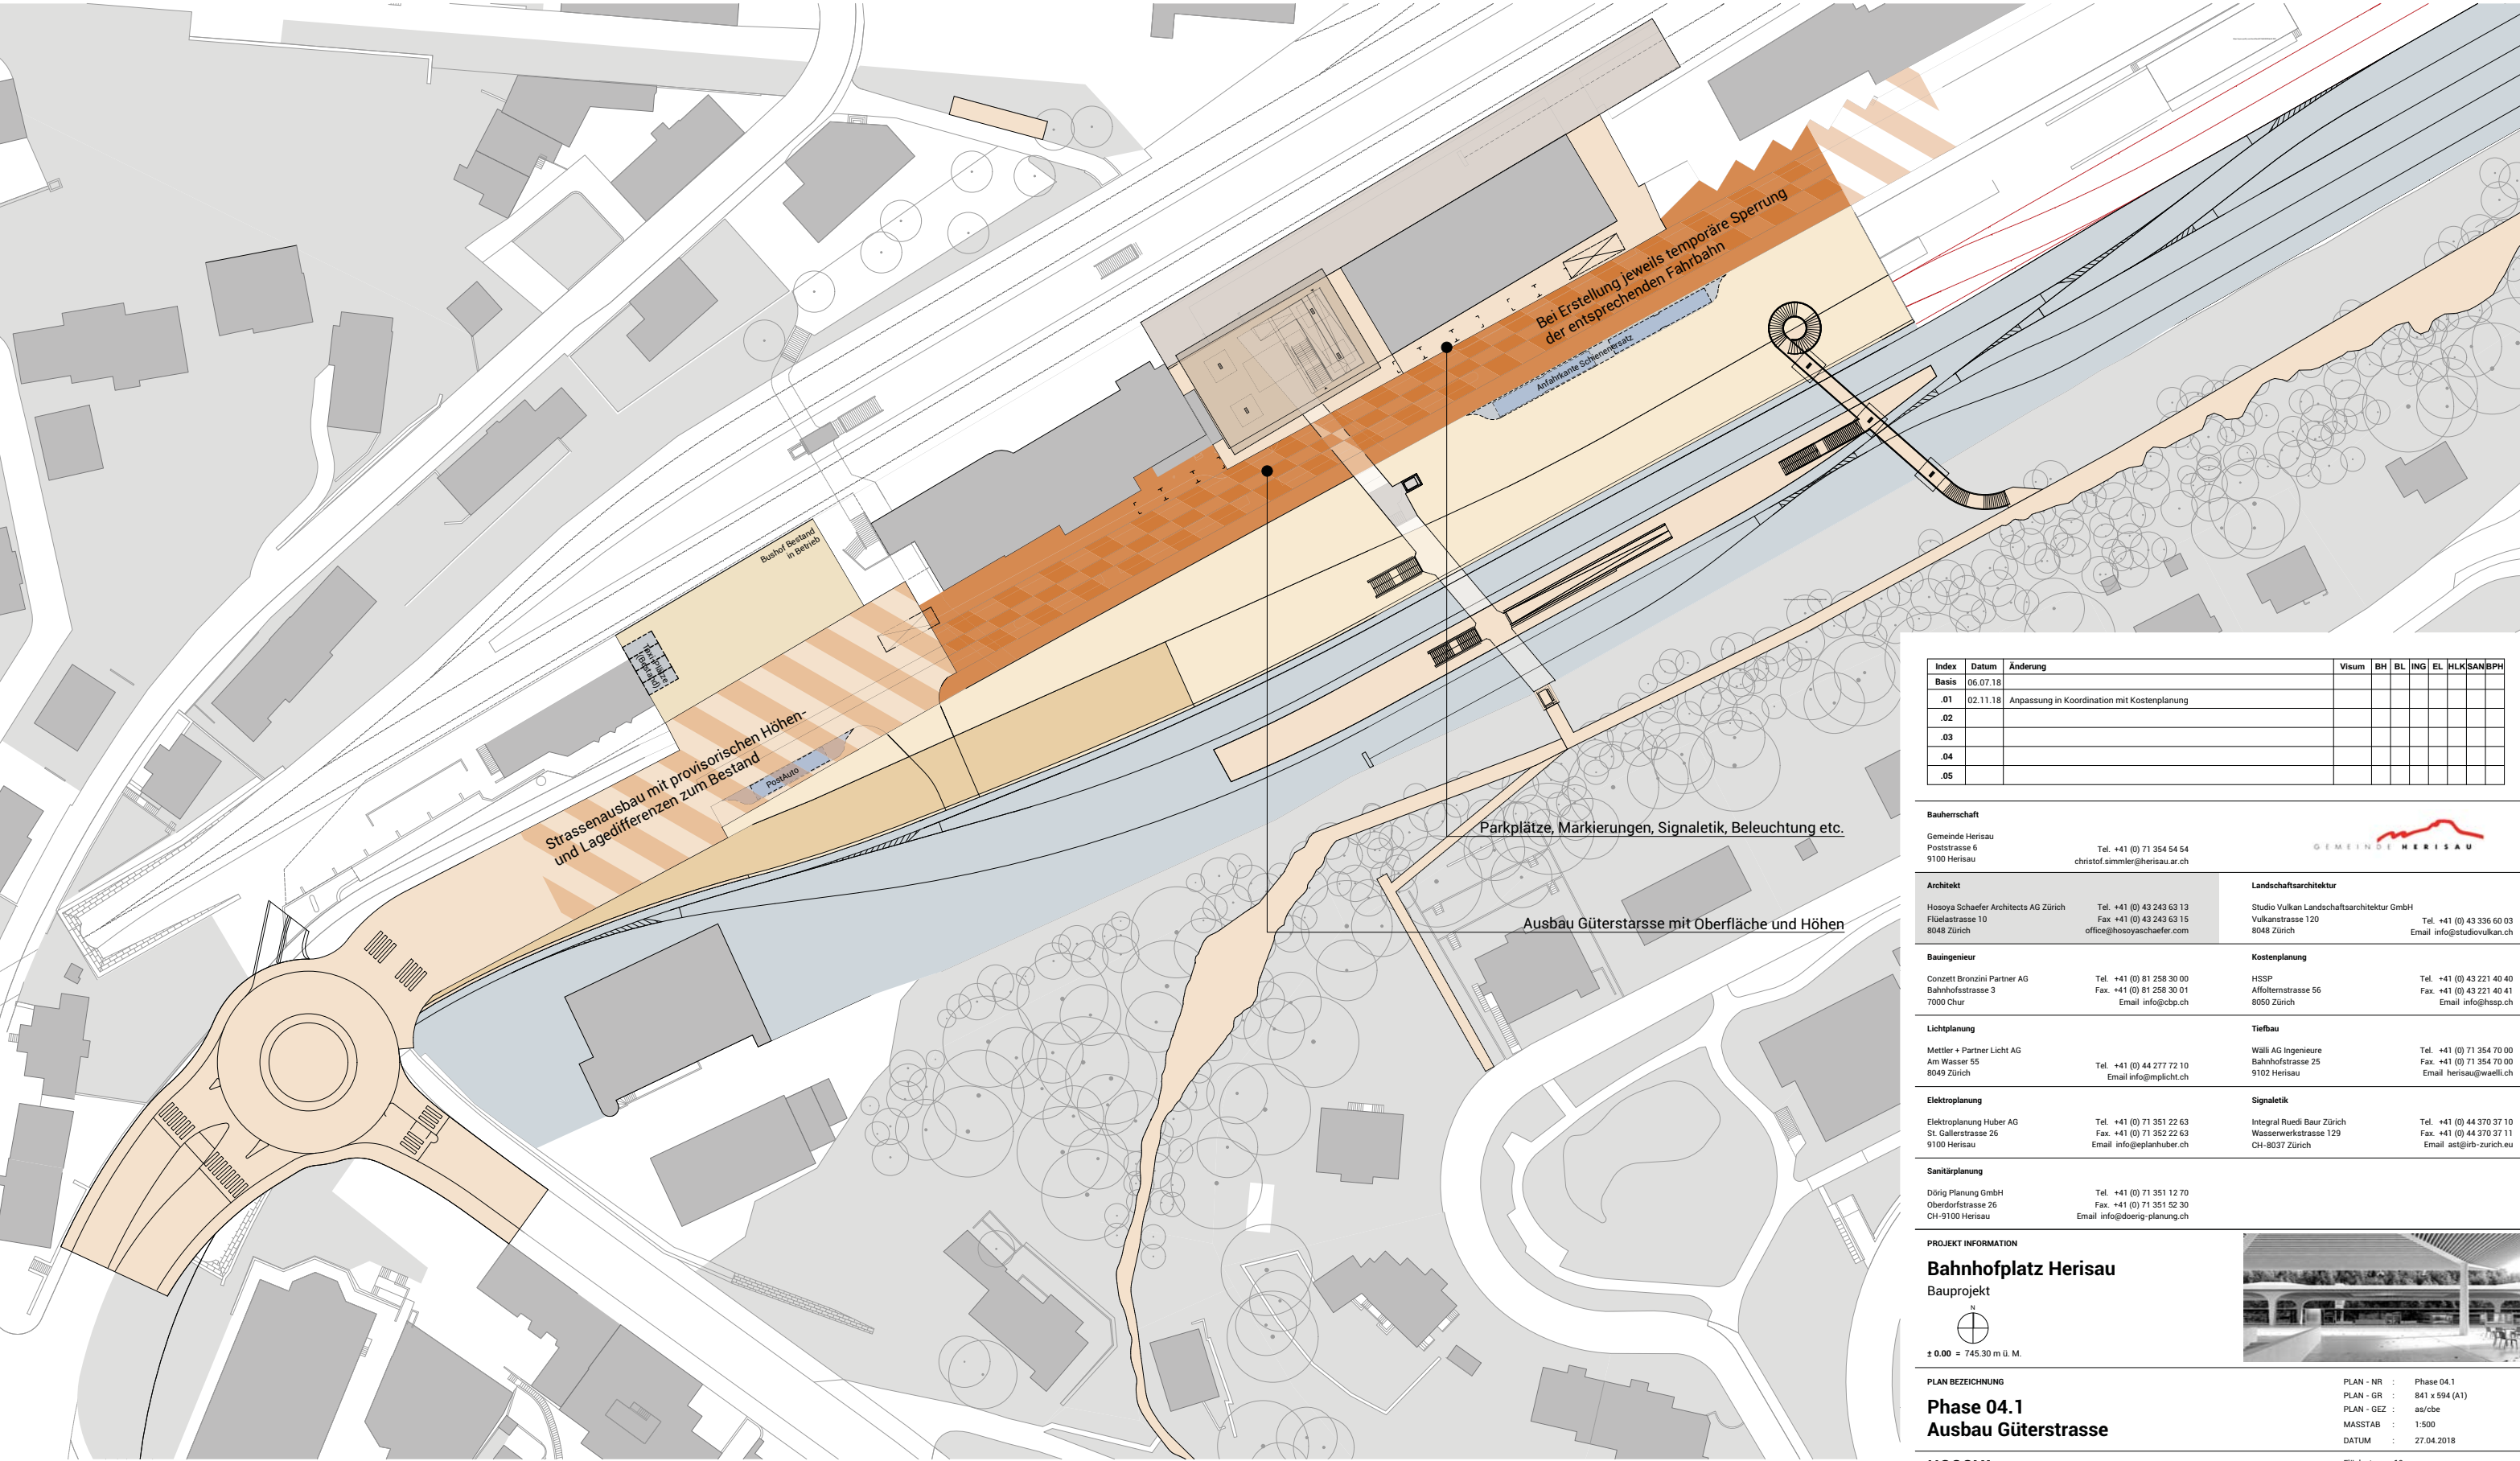 Bei Erstellung jeweils temporäre Sperrung
der entsprechenden Fahrbahn
Anfahrkante Schienenersatz
Bushof Bestand
in Betrieb
Taxi-Plätze
(Bestand)
Strassenausbau mit provisorischen Höhen-
und Lagedifferenzen zum Bestand
PostAuto
Parkplätze, Markierungen, Signaletik, Beleuchtung etc.
Ausbau Güterstarsse mit Oberfläche und Höhen
Index Datum Änderung Visum BH BL ING EL HLK SAN BPH
Basis 06.07.18
.01 02.11.18 Anpassung in Koordination mit Kostenplanung
.02
.03
.04
.05
Bauherrschaft
Gemeinde Herisau
Poststrasse 6 Tel. +41 (0) 71 354 54 54
9100 Herisau christof.simmler@herisau.ar.ch
GEMEINDE HERISAU
Architekt
Hosoya Schaefer Architects AG Zürich Tel. +41 (0) 43 243 63 13
Flüelastrasse 10 Fax +41 (0) 43 243 63 15
8048 Zürich office@hosoyaschaefer.com
Landschaftsarchitektur
Studio Vulkan Landschaftsarchitektur GmbH
Vulkanstrasse 120 Tel. +41 (0) 43 336 60 03
8048 Zürich Email info@studiovulkan.ch
Bauingenieur
Conzett Bronzini Partner AG Tel. +41 (0) 81 258 30 00
Bahnhofsstrasse 3 Fax. +41 (0) 81 258 30 01
7000 Chur Email info@cbp.ch
Kostenplanung
HSSP Tel. +41 (0) 43 221 40 40
Affolternstrasse 56 Fax. +41 (0) 43 221 40 41
8050 Zürich Email info@hssp.ch
Lichtplanung
Mettler + Partner Licht AG
Am Wasser 55 Tel. +41 (0) 44 277 72 10
8049 Zürich Email info@mplicht.ch
Tiefbau
Wälli AG Ingenieure Tel. +41 (0) 71 354 70 00
Bahnhofstrasse 25 Fax. +41 (0) 71 354 70 00
9102 Herisau Email herisau@waelli.ch
Elektroplanung
Elektroplanung Huber AG Tel. +41 (0) 71 351 22 63
St. Gallerstrasse 26 Fax. +41 (0) 71 352 22 63
9100 Herisau Email info@eplanhuber.ch
Signaletik
Integral Ruedi Baur Zürich Tel. +41 (0) 44 370 37 10
Wasserwerkstrasse 129 Fax. +41 (0) 44 370 37 11
CH-8037 Zürich Email ast@irb-zurich.eu
Sanitärplanung
Dörig Planung GmbH Tel. +41 (0) 71 351 12 70
Oberdorfstrasse 26 Fax. +41 (0) 71 351 52 30
CH-9100 Herisau Email info@doerig-planung.ch
PROJEKT INFORMATION
Bahnhofplatz Herisau
Bauprojekt
N
± 0.00 = 745.30 m ü. M.
PLAN BEZEICHNUNG
Phase 04.1
Ausbau Güterstrasse
PLAN - NR : Phase 04.1
PLAN - GR : 841 x 594 (A1)
PLAN - GEZ : as/cbe
MASSTAB : 1:500
DATUM : 27.04.2018